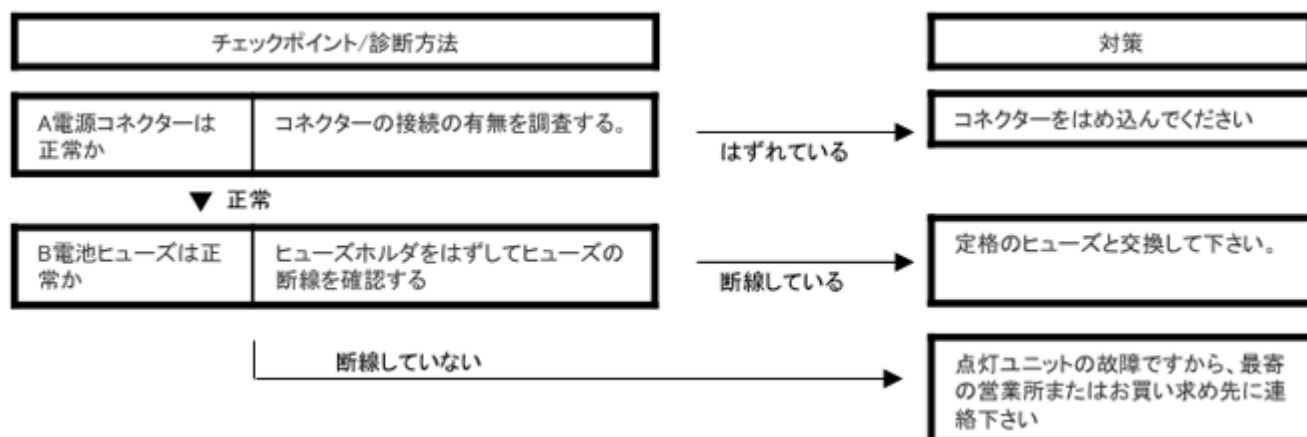 チェックポイント/診断方法
対策
A電源コネクターは
正常か
コネクターの接続の有無を調査する。
はずれている
コネクターをはめ込んでください
▼ 正常
B電池ヒューズは正
常か
ヒューズホルダをはずしてヒューズの
断線を確認する
断線している
定格のヒューズと交換して下さい。
断線していない
点灯ユニットの故障ですから、最寄
の営業所またはお買い求め先に連
絡下さい